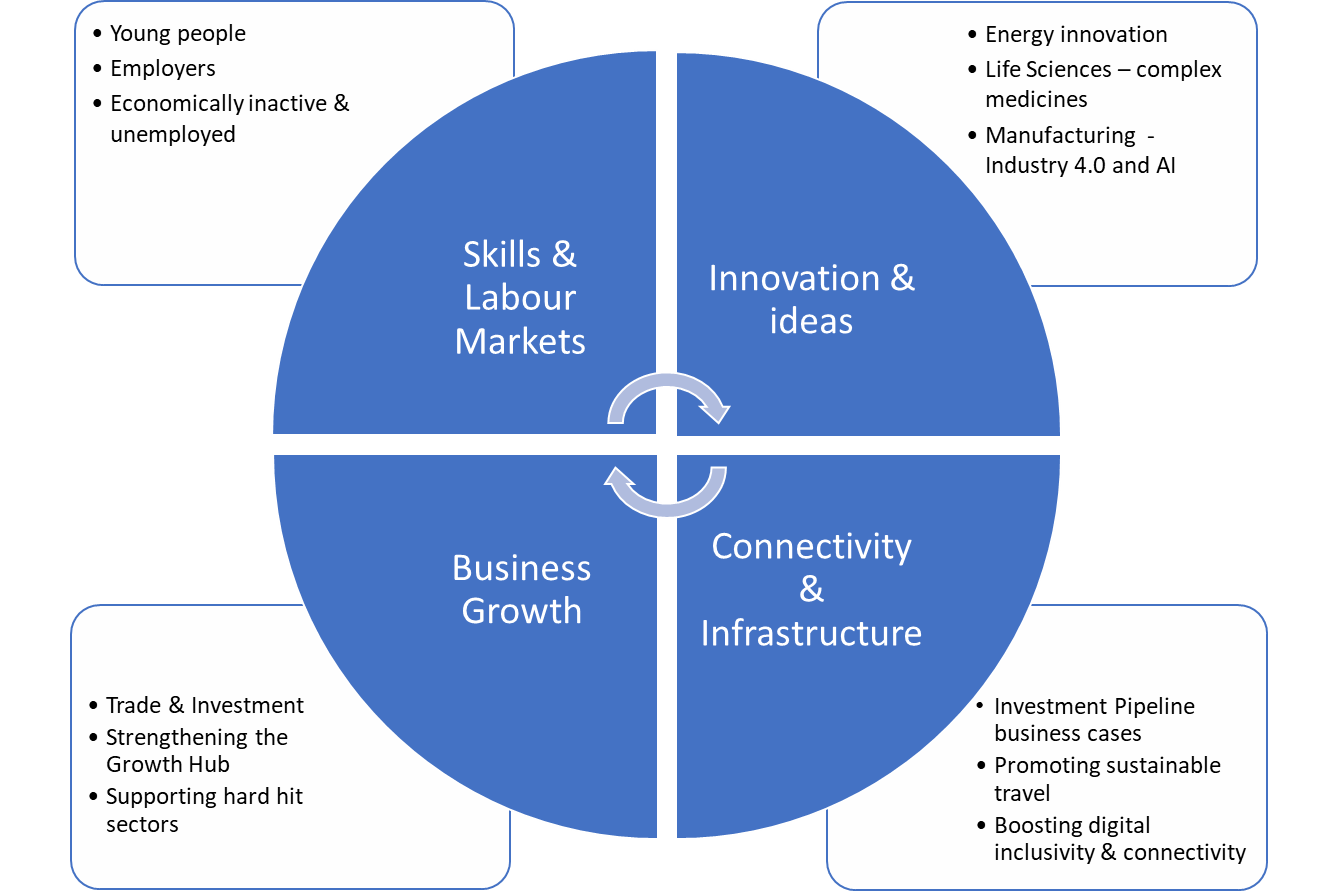 • Young people
• Employers
• Economically inactive &
unemployed
• Energy innovation
• Life Sciences – complex
medicines
• Manufacturing -
Industry 4.0 and AI
Skills &
Labour
Markets
Innovation &
ideas
Business
Growth
Connectivity
&
Infrastructure
• Trade & Investment
• Strengthening the
Growth Hub
• Supporting hard hit
sectors
• Investment Pipeline
business cases
• Promoting sustainable
travel
• Boosting digital
inclusivity & connectivity